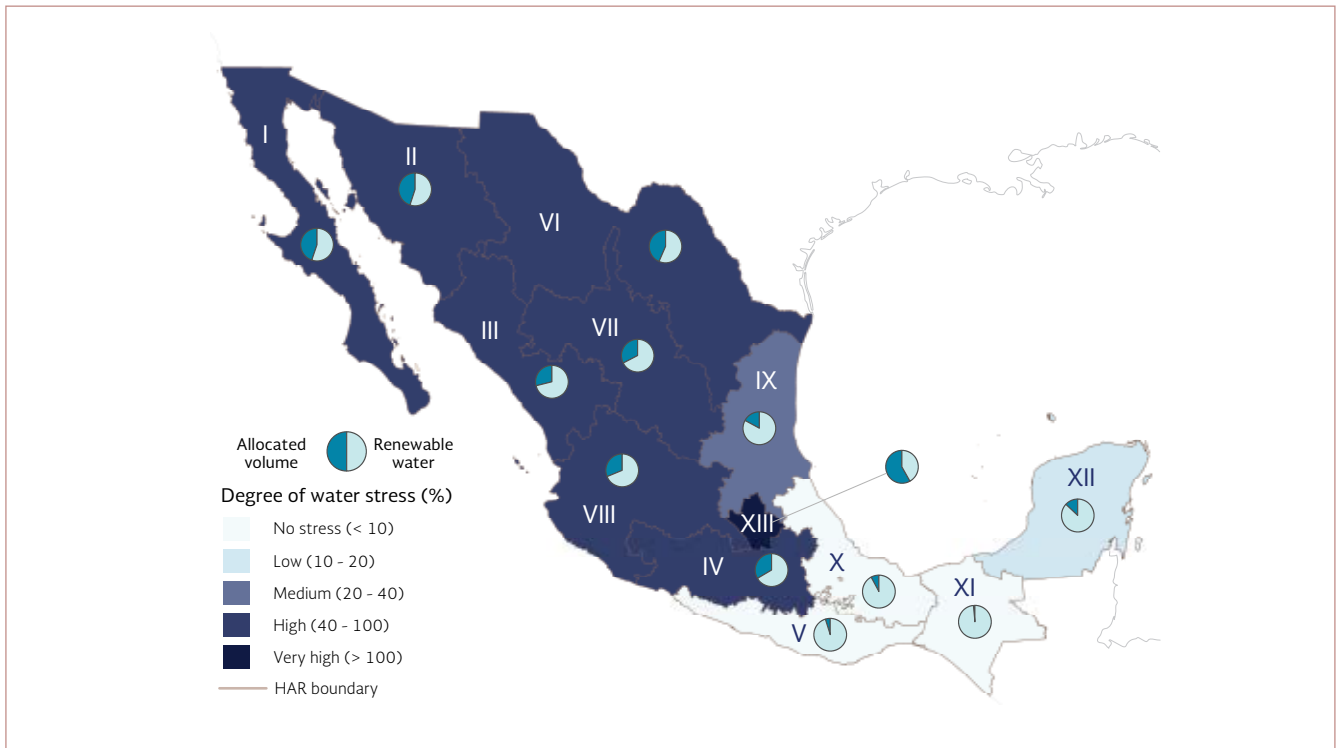 I
II
VI
III
VII
IX
XII
VIII
XIII
IV
X
XI
V
Allocated volume
Renewable water
Degree of water stress (%)
No stress (< 10)
Low (10 - 20)
Medium (20 - 40)
High (40 - 100)
Very high (> 100)
HAR boundary